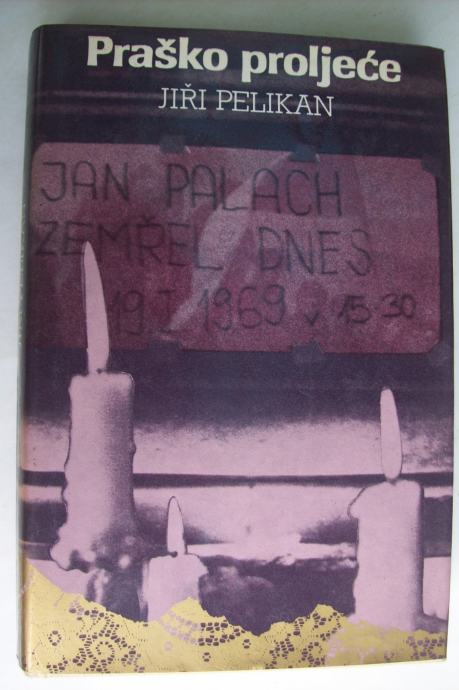 Praško proljeće
JIŘI PELIKAN
JAN PALACH
ZEMŘEL DNES
19.I 1969 v 15.30